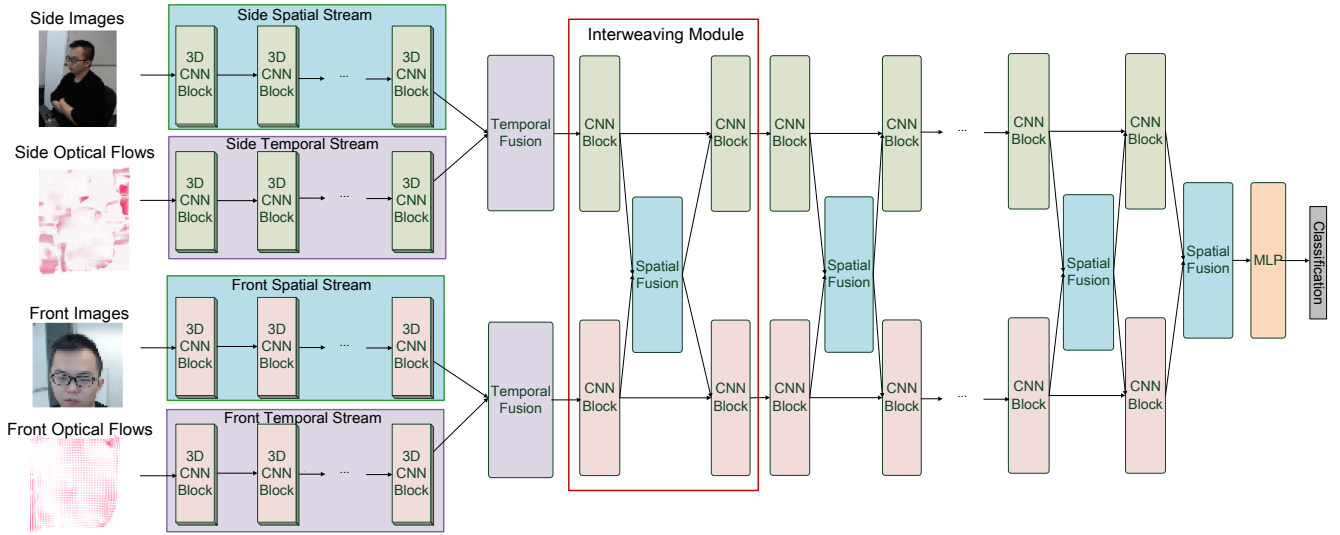 Side Images
Side Spatial Stream
3D
CNN
Block
3D
CNN
Block
...
3D
CNN
Block
Side Optical Flows
Side Temporal Stream
3D
CNN
Block
3D
CNN
Block
...
3D
CNN
Block
Front Images
Front Spatial Stream
3D
CNN
Block
3D
CNN
Block
...
3D
CNN
Block
Front Optical Flows
Front Temporal Stream
3D
CNN
Block
3D
CNN
Block
...
3D
CNN
Block
Temporal
Fusion
Temporal
Fusion
Interweaving Module
CNN
Block
CNN
Block
Spatial
Fusion
CNN
Block
CNN
Block
CNN
Block
CNN
Block
Spatial
Fusion
CNN
Block
CNN
Block
...
...
CNN
Block
CNN
Block
Spatial
Fusion
CNN
Block
CNN
Block
Spatial
Fusion
MLP
Classification